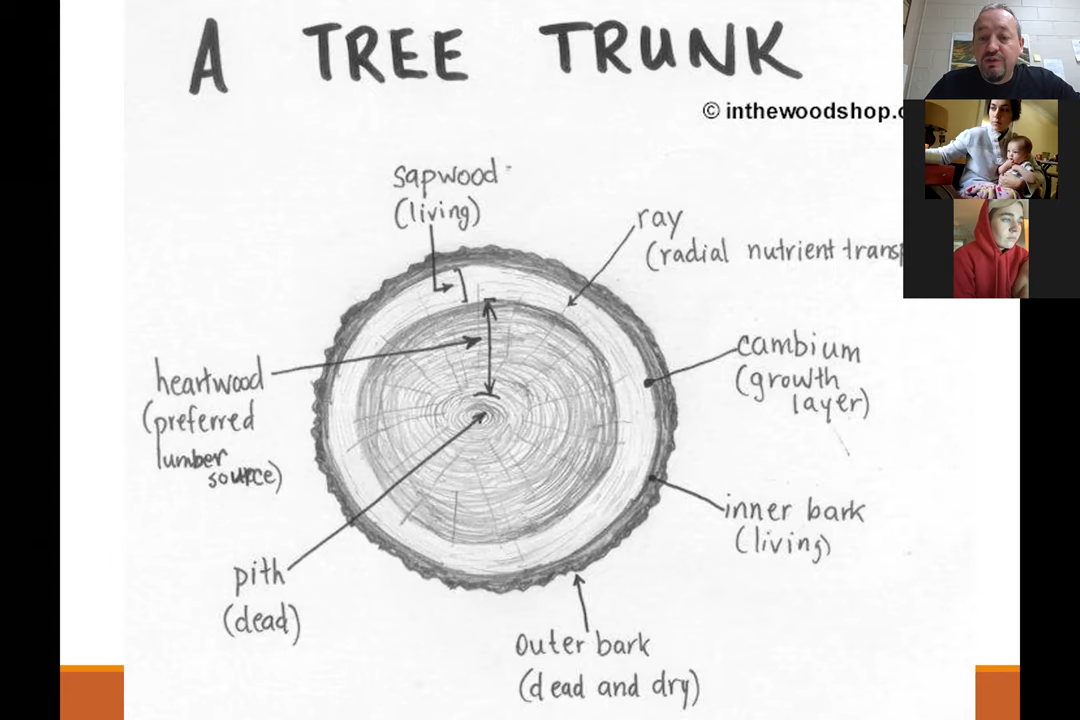 A TREE TRUNK
© inthewoodshop.
sapwood
(living)
ray
(radial nutrient
heartwood
(preferred
lumber
source)
cambium
(growth
layer)
inner bark
(living)
pith
(dead)
outer bark
(dead and dry)